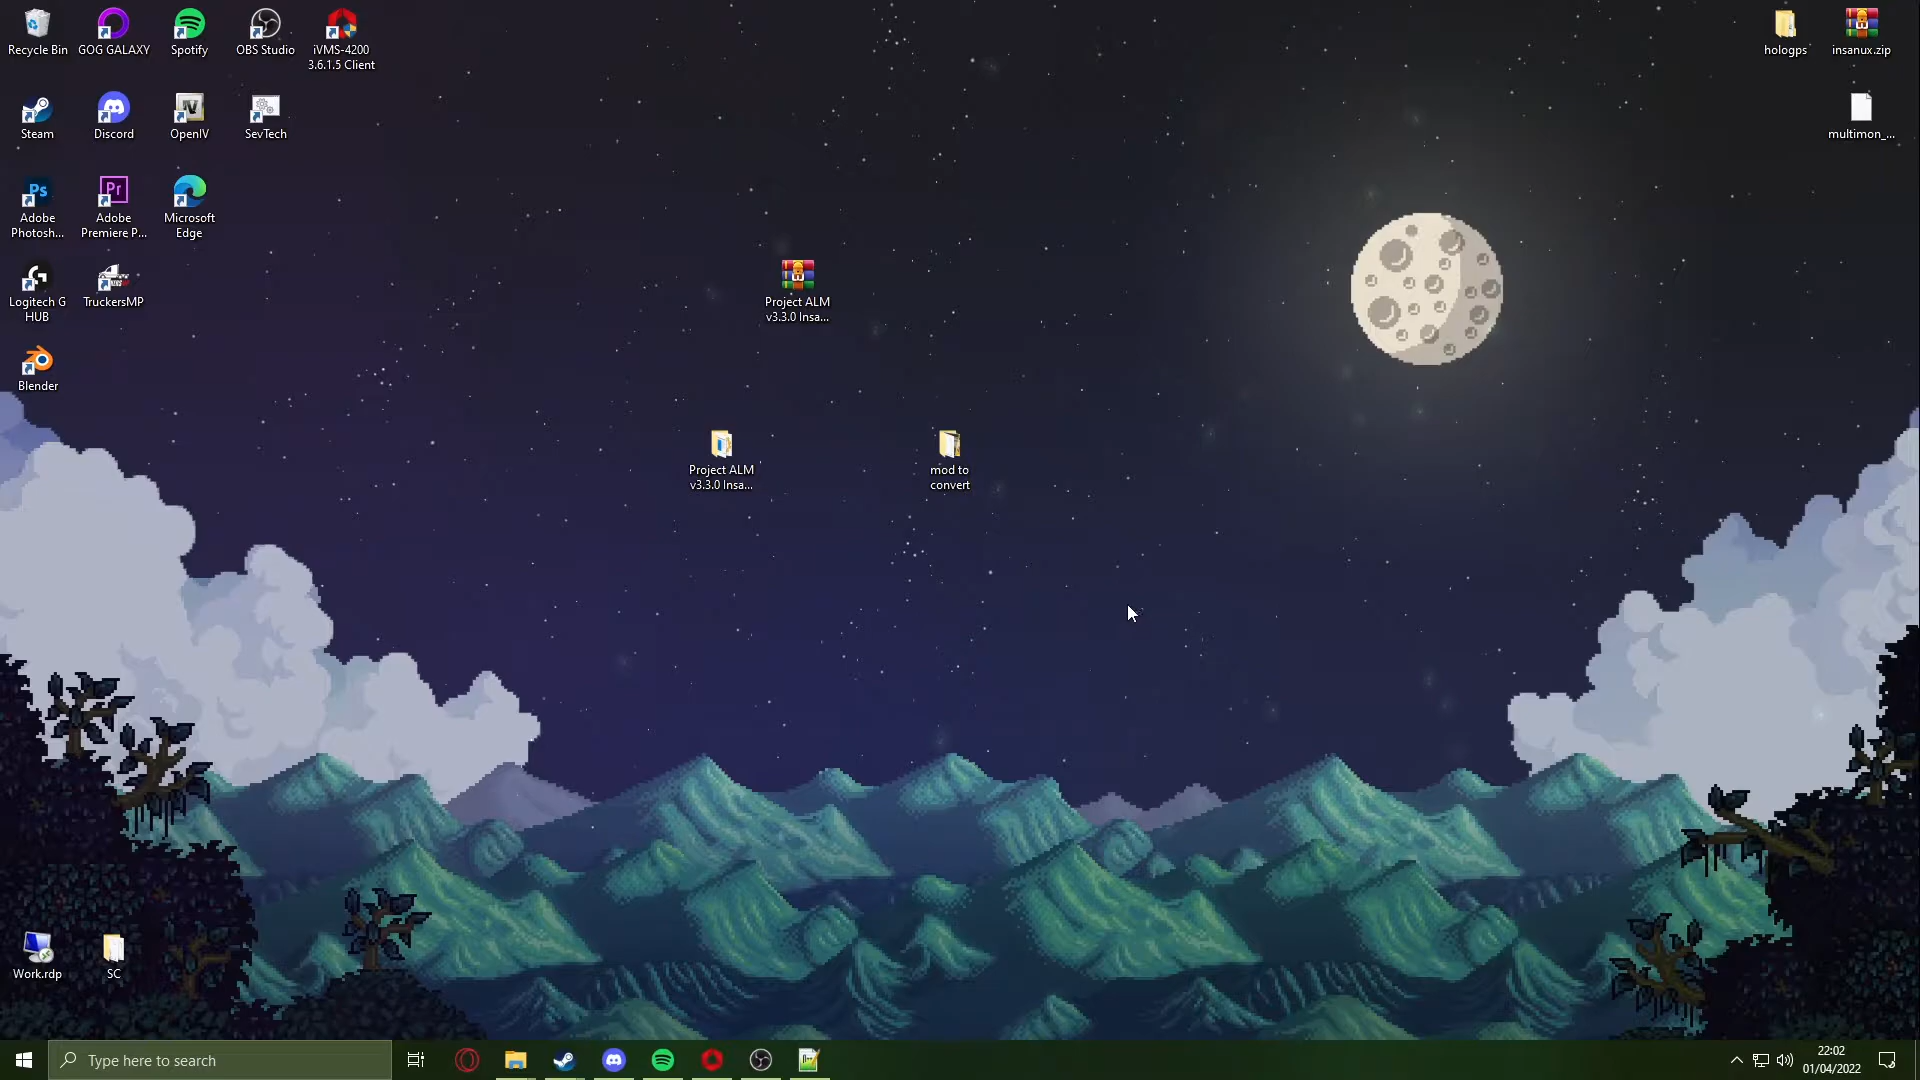 Recycle Bin
GOG GALAXY
Spotify
OBS Studio
iVMS-4200
3.6.1.5 Client
hologps
insanux.zip
Steam
Discord
OpenIV
SevTech
multimon_...
Ps
Pr
Adobe
Photosh...
Adobe
Premiere P...
Microsoft
Edge
Logitech G
HUB
TruckersMP
Project ALM
v3.3.0 Insa...
Blender
Project ALM
v3.3.0 Insa...
mod to
convert
Work.rdp
SC
Type here to search
22:02
01/04/2022